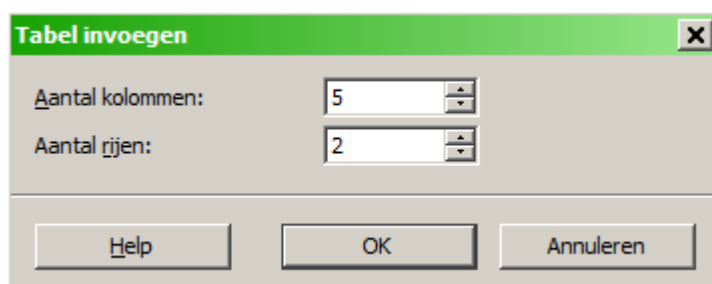 Tabel invoegen
Aantal kolommen: 5
Aantal rijen: 2
Help OK Annuleren